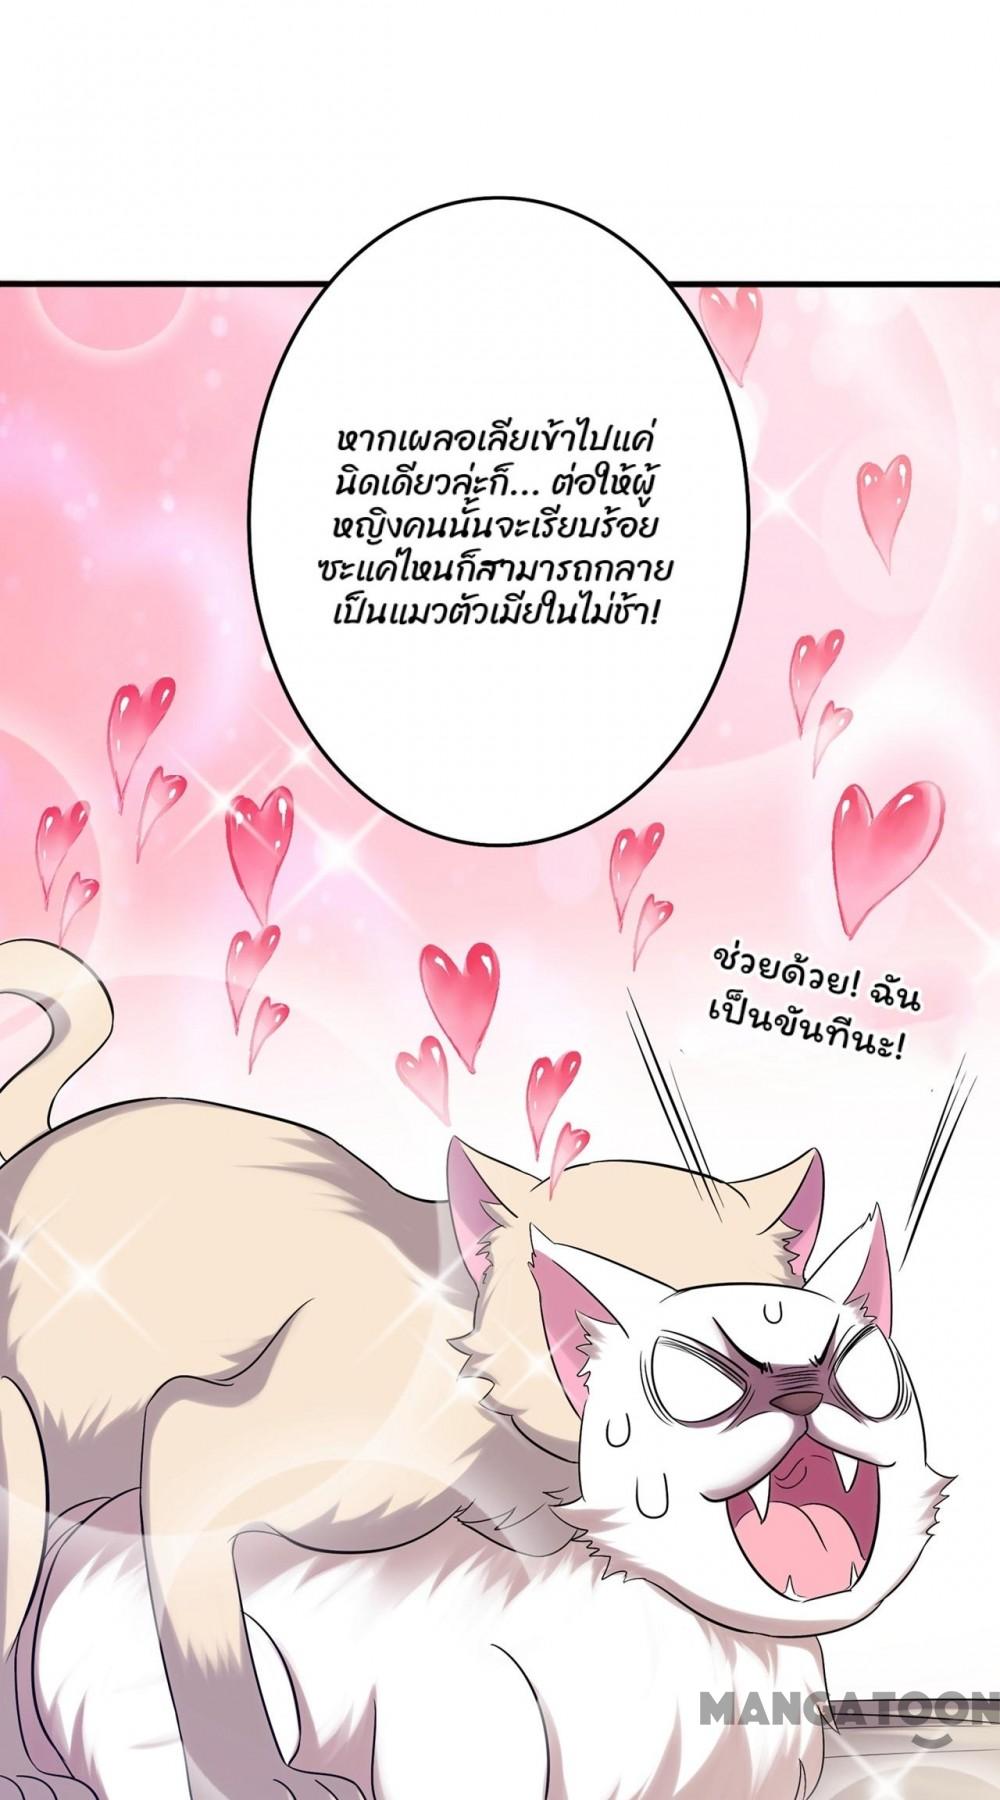 หากเผลอเลียเข้าไปแค่
นิดเดียวล่ะก็... ต่อให้ผู้
หญิงคนนั้นจะเรียบร้อย
ซะแค่ไหนก็สามารถกลาย
เป็นแมวตัวเมียในไม่ช้า!
ช่วยด้วย! ฉัน
เป็นขันทีนะ!
MANGATOON